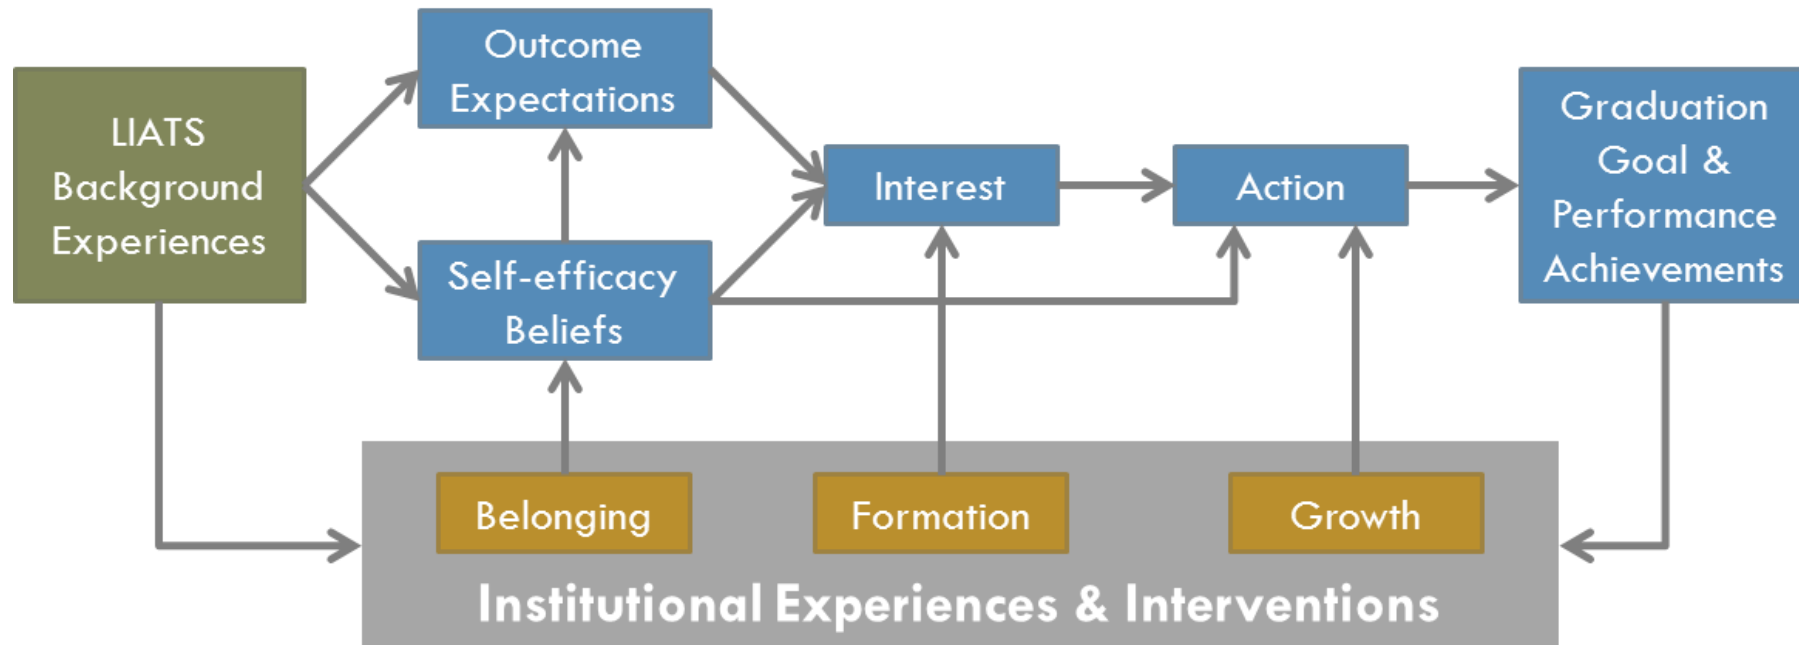 LIATS
Background
Experiences
Outcome
Expectations
Self-efficacy
Beliefs
Interest
Action
Graduation
Goal &
Performance
Achievements
Belonging
Formation
Growth
Institutional Experiences & Interventions